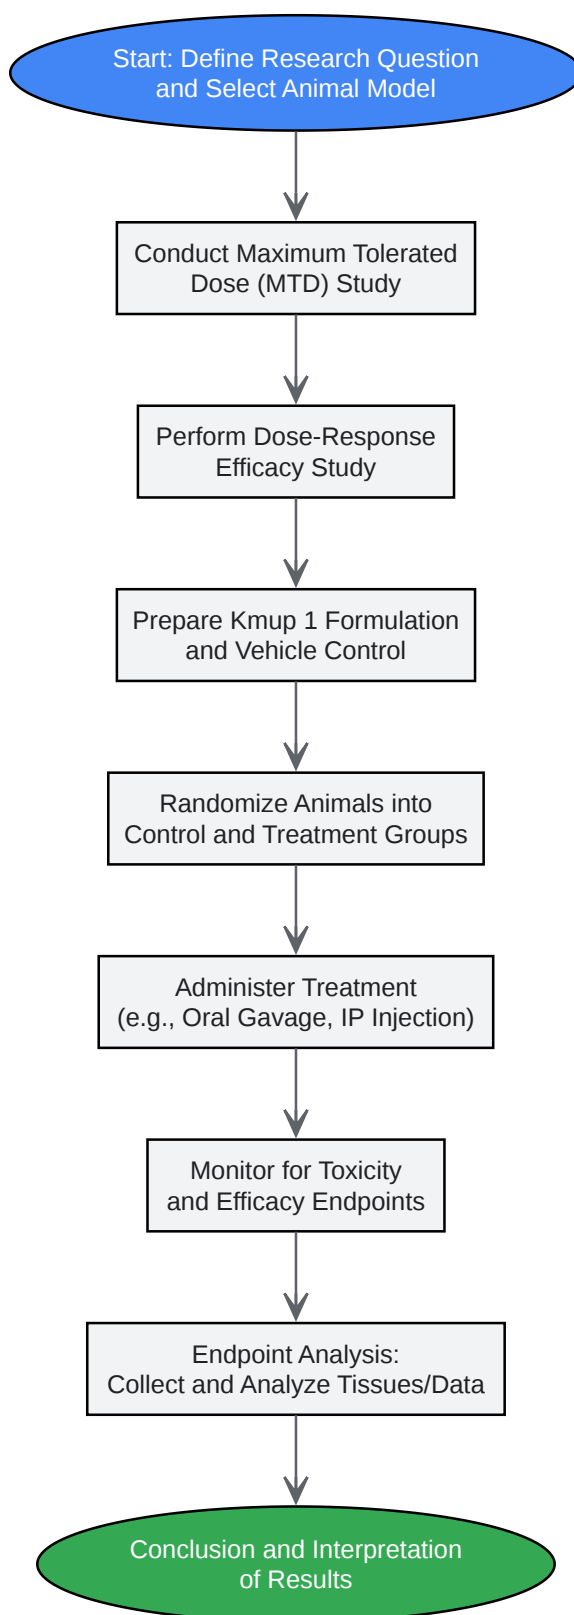 Start: Define Research Question
and Select Animal Model
Conduct Maximum Tolerated
Dose (MTD) Study
Perform Dose-Response
Efficacy Study
Prepare Kmup 1 Formulation
and Vehicle Control
Randomize Animals into
Control and Treatment Groups
Administer Treatment
(e.g., Oral Gavage, IP Injection)
Monitor for Toxicity
and Efficacy Endpoints
Endpoint Analysis:
Collect and Analyze Tissues/Data
Conclusion and Interpretation
of Results